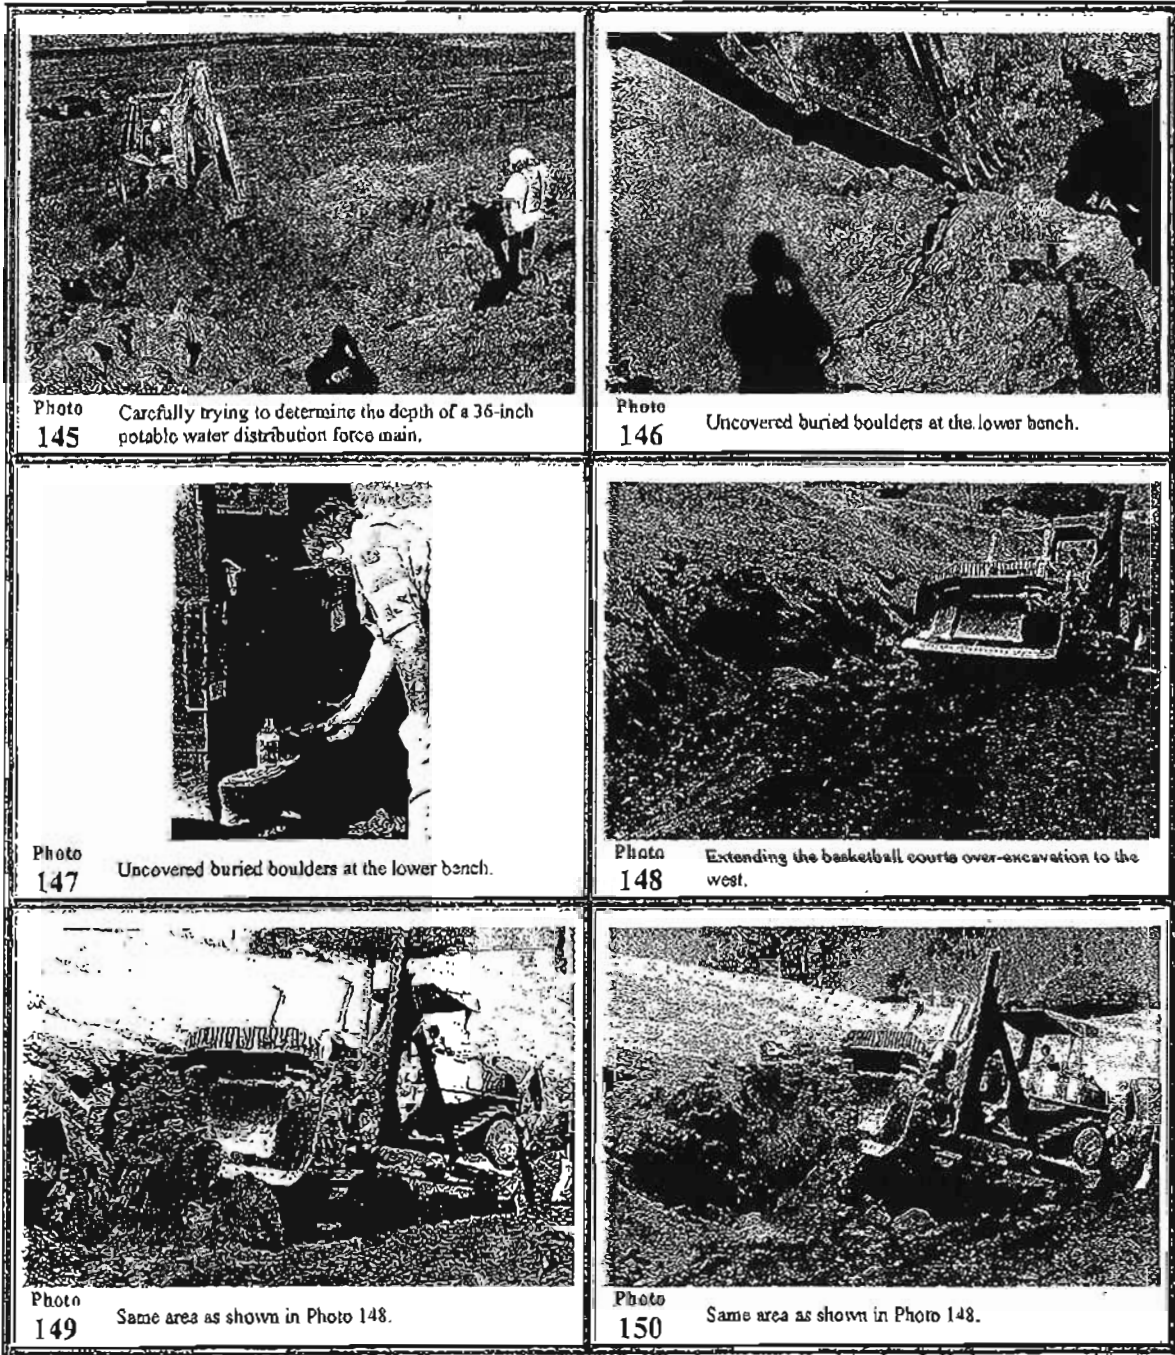 Photo
145
Carefully trying to determine the depth of a 36-inch
potable water distribution force main.
Photo
146
Uncovered buried boulders at the lower bench.
Photo
147
Uncovered buried boulders at the lower bench.
Photo
148
Extending the basketball courts over-excavation to the
west.
Photo
149
Same area as shown in Photo 148.
Photo
150
Same area as shown in Photo 148.